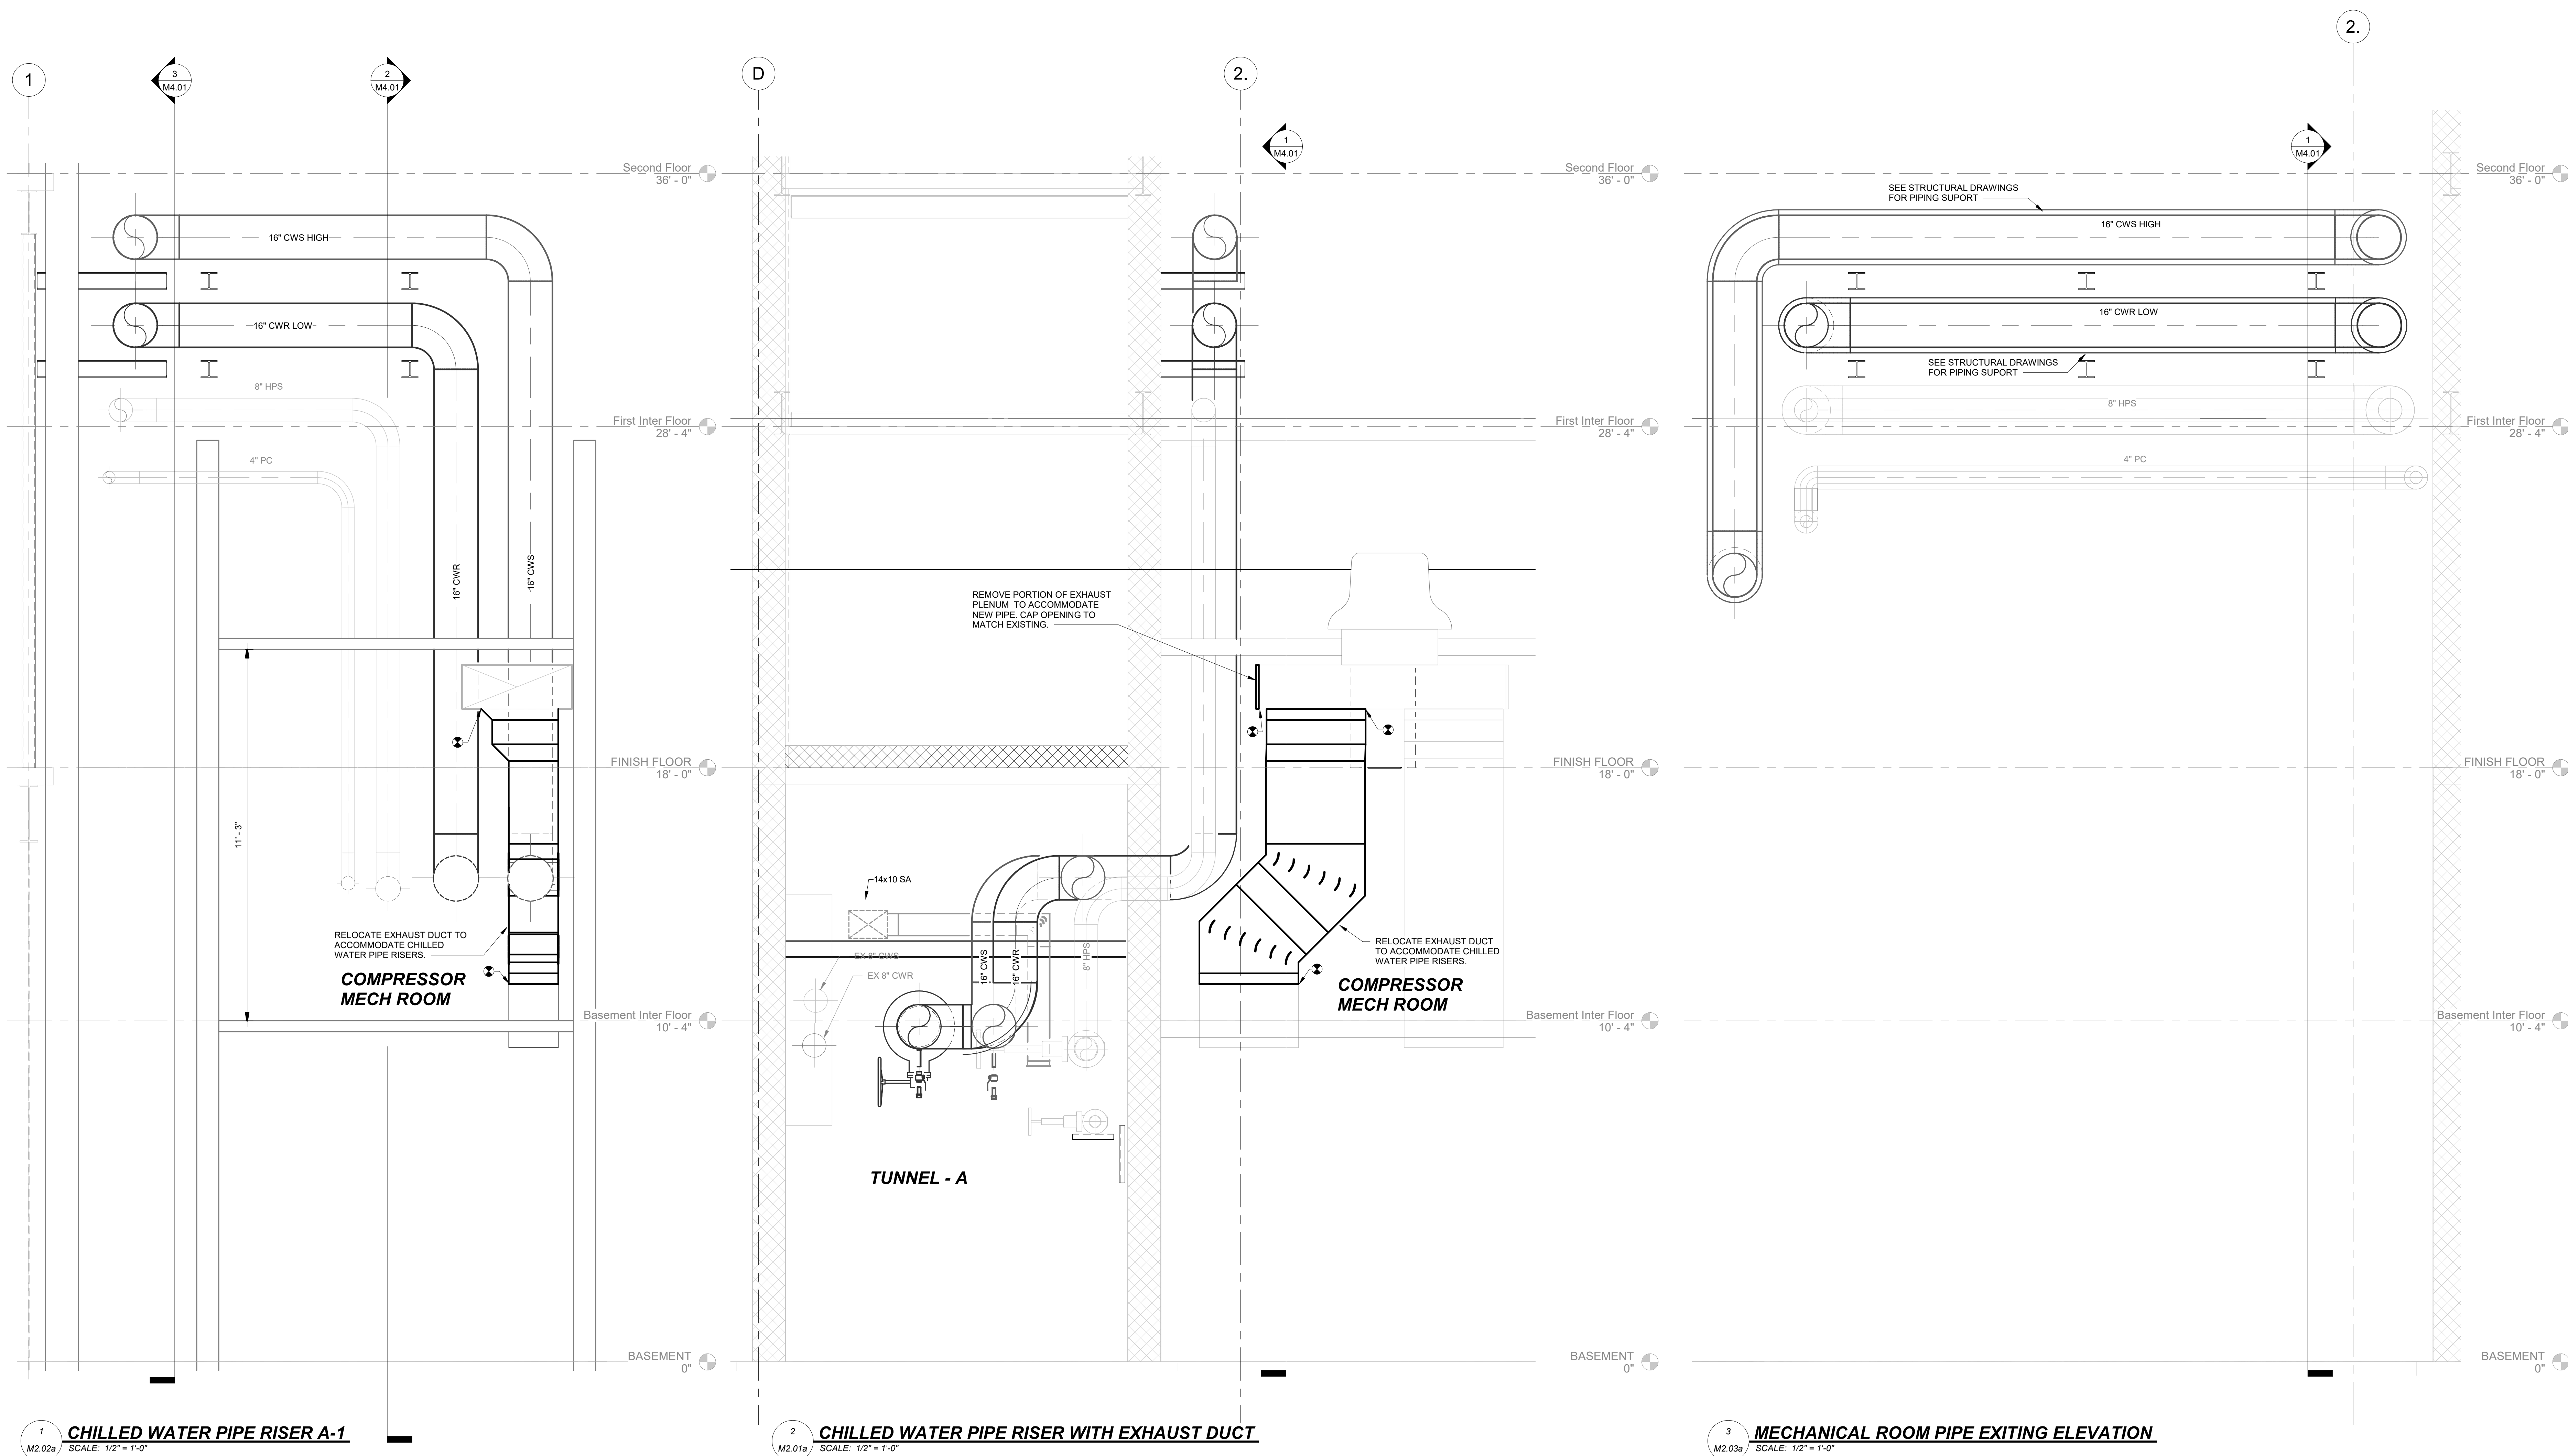 1
3
M4.01
2
M4.01
Second Floor
36' - 0"
16" CWS HIGH
16" CWR LOW
8" HPS
First Inter Floor
28' - 4"
4" PC
16" CWR
16" CWS
FINISH FLOOR
18' - 0"
11' - 3"
RELOCATE EXHAUST DUCT TO
ACCOMMODATE CHILLED
WATER PIPE RISERS.
COMPRESSOR
MECH ROOM
Basement Inter Floor
10' - 4"
BASEMENT
0"
1
M2.02a
CHILLED WATER PIPE RISER A-1
SCALE: 1/2" = 1'-0"
D
2.
1
M4.01
Second Floor
36' - 0"
First Inter Floor
28' - 4"
REMOVE PORTION OF EXHAUST
PLENUM TO ACCOMMODATE
NEW PIPE. CAP OPENING TO
MATCH EXISTING.
FINISH FLOOR
18' - 0"
14x10 SA
EX 8" CWS
EX 8" CWR
16" CWS
16" CWR
8" HPS
RELOCATE EXHAUST DUCT
TO ACCOMMODATE CHILLED
WATER PIPE RISERS.
COMPRESSOR
MECH ROOM
Basement Inter Floor
10' - 4"
TUNNEL - A
BASEMENT
0"
2
M2.01a
CHILLED WATER PIPE RISER WITH EXHAUST DUCT
SCALE: 1/2" = 1'-0"
2.
1
M4.01
Second Floor
36' - 0"
SEE STRUCTURAL DRAWINGS
FOR PIPING SUPORT
16" CWS HIGH
16" CWR LOW
SEE STRUCTURAL DRAWINGS
FOR PIPING SUPORT
8" HPS
First Inter Floor
28' - 4"
4" PC
FINISH FLOOR
18' - 0"
Basement Inter Floor
10' - 4"
BASEMENT
0"
3
M2.03a
MECHANICAL ROOM PIPE EXITING ELEVATION
SCALE: 1/2" = 1'-0"